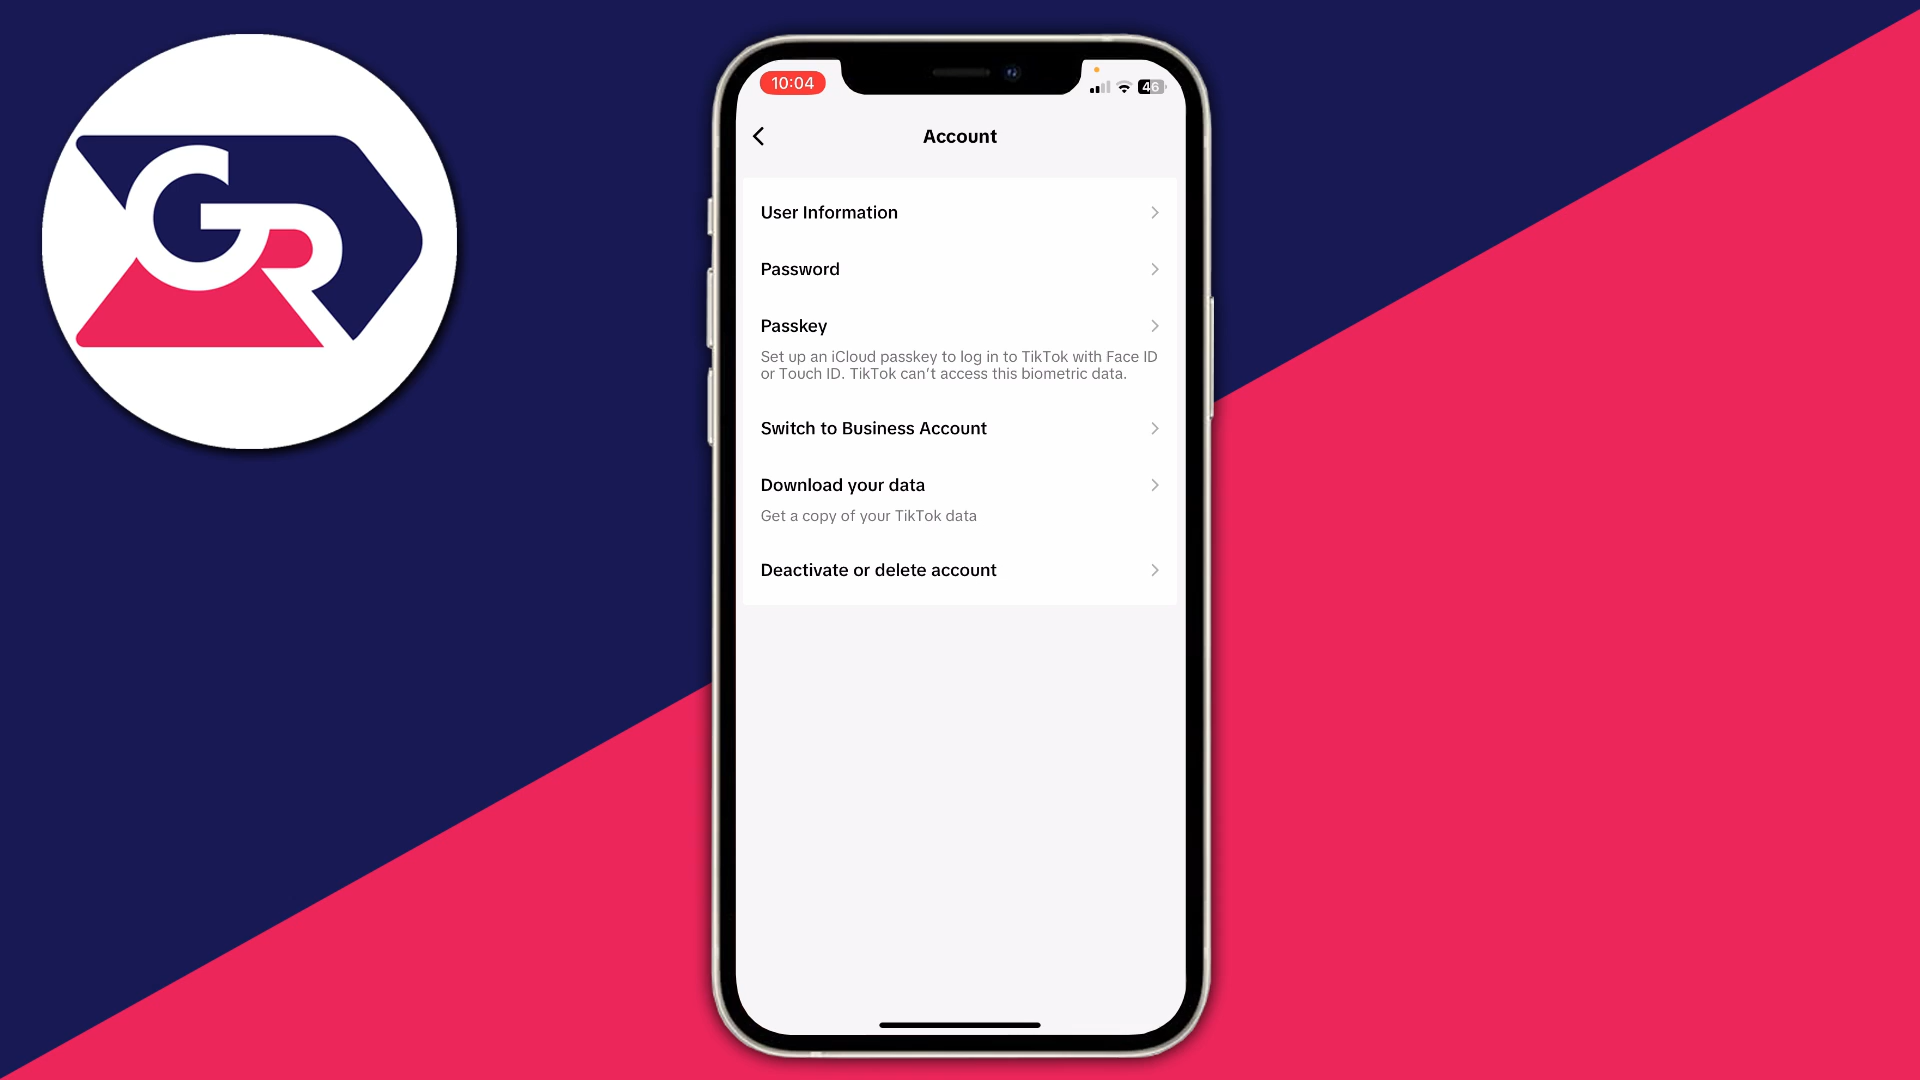 GR
10:04
46
Account
User Information
Password
Passkey
Set up an iCloud passkey to log in to TikTok with Face ID
or Touch ID. TikTok can't access this biometric data.
Switch to Business Account
Download your data
Get a copy of your TikTok data
Deactivate or delete account